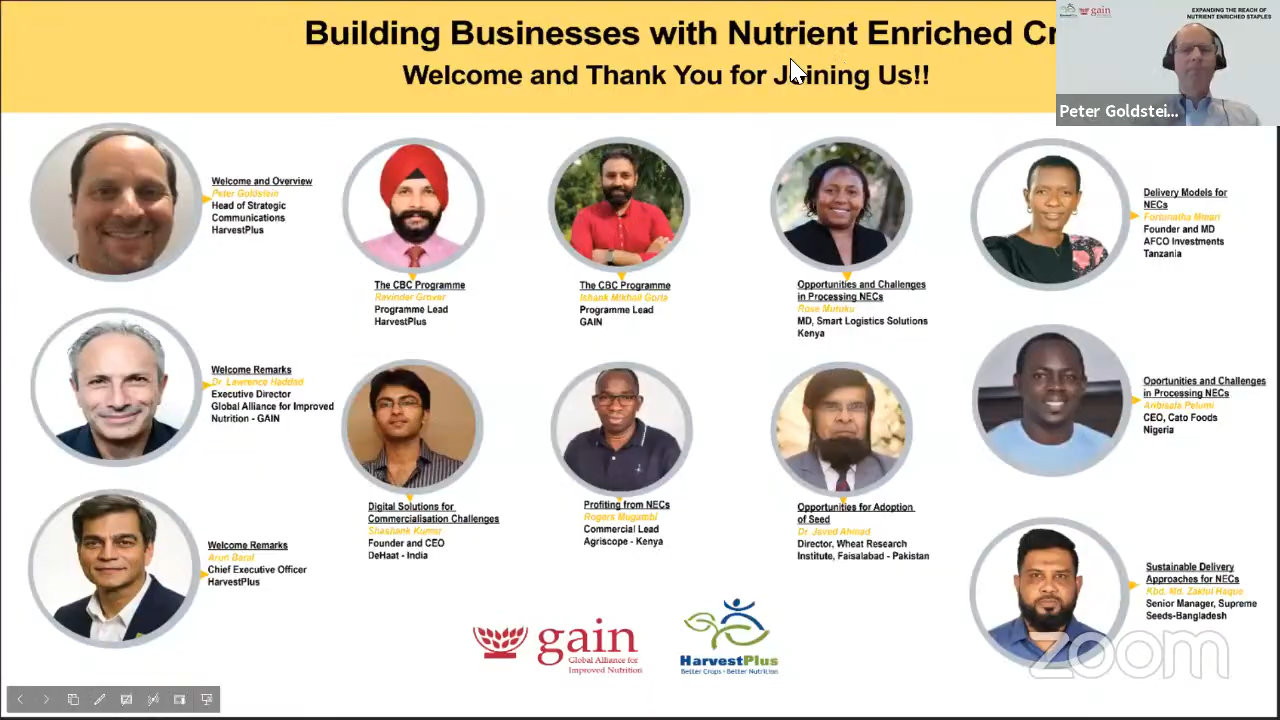 Building Businesses with Nutrient Enriched Cr
Welcome and Thank You for Joining Us!!
gain
EXPANDING THE REACH OF
NUTRIENT ENRICHED STAPLES
Peter Goldstei...
Welcome and Overview
Peter Goldstein
Head of Strategic
Communications
HarvestPlus
The CBC Programme
Ravinder Grover
Programme Lead
HarvestPlus
The CBC Programme
Programme Lead
GAIN
Opportunities and Challenges
in Processing NECs
MD, Smart Logistics Solutions
Kenya
Delivery Models for
NECs
Founder and MD
AFCO Investments
Tanzania
Welcome Remarks
Dr Lawrence Haddad
Executive Director
Global Alliance for Improved
Nutrition - GAIN
Digital Solutions for
Commercialisation Challenges
Shashank Kumar
Founder and CEO
DeHaat - India
Profiting from NECs
Commercial Lead
Agriscope - Kenya
Opportunities for Adoption
of Seed
Dr Javed Ahmad
Director, Wheat Research
Institute, Faisalabad - Pakistan
Oportunities and Challenges
in Processing NECs
CEO, Cato Foods
Nigeria
Welcome Remarks
Arun Baral
Chief Executive Officer
HarvestPlus
Sustainable Delivery
Approaches for NECs
Senior Manager, Supreme
Seeds-Bangladesh
gain
Global Alliance for
Improved Nutrition
HarvestPlus
Better Crops · Better Nutrition
zoom